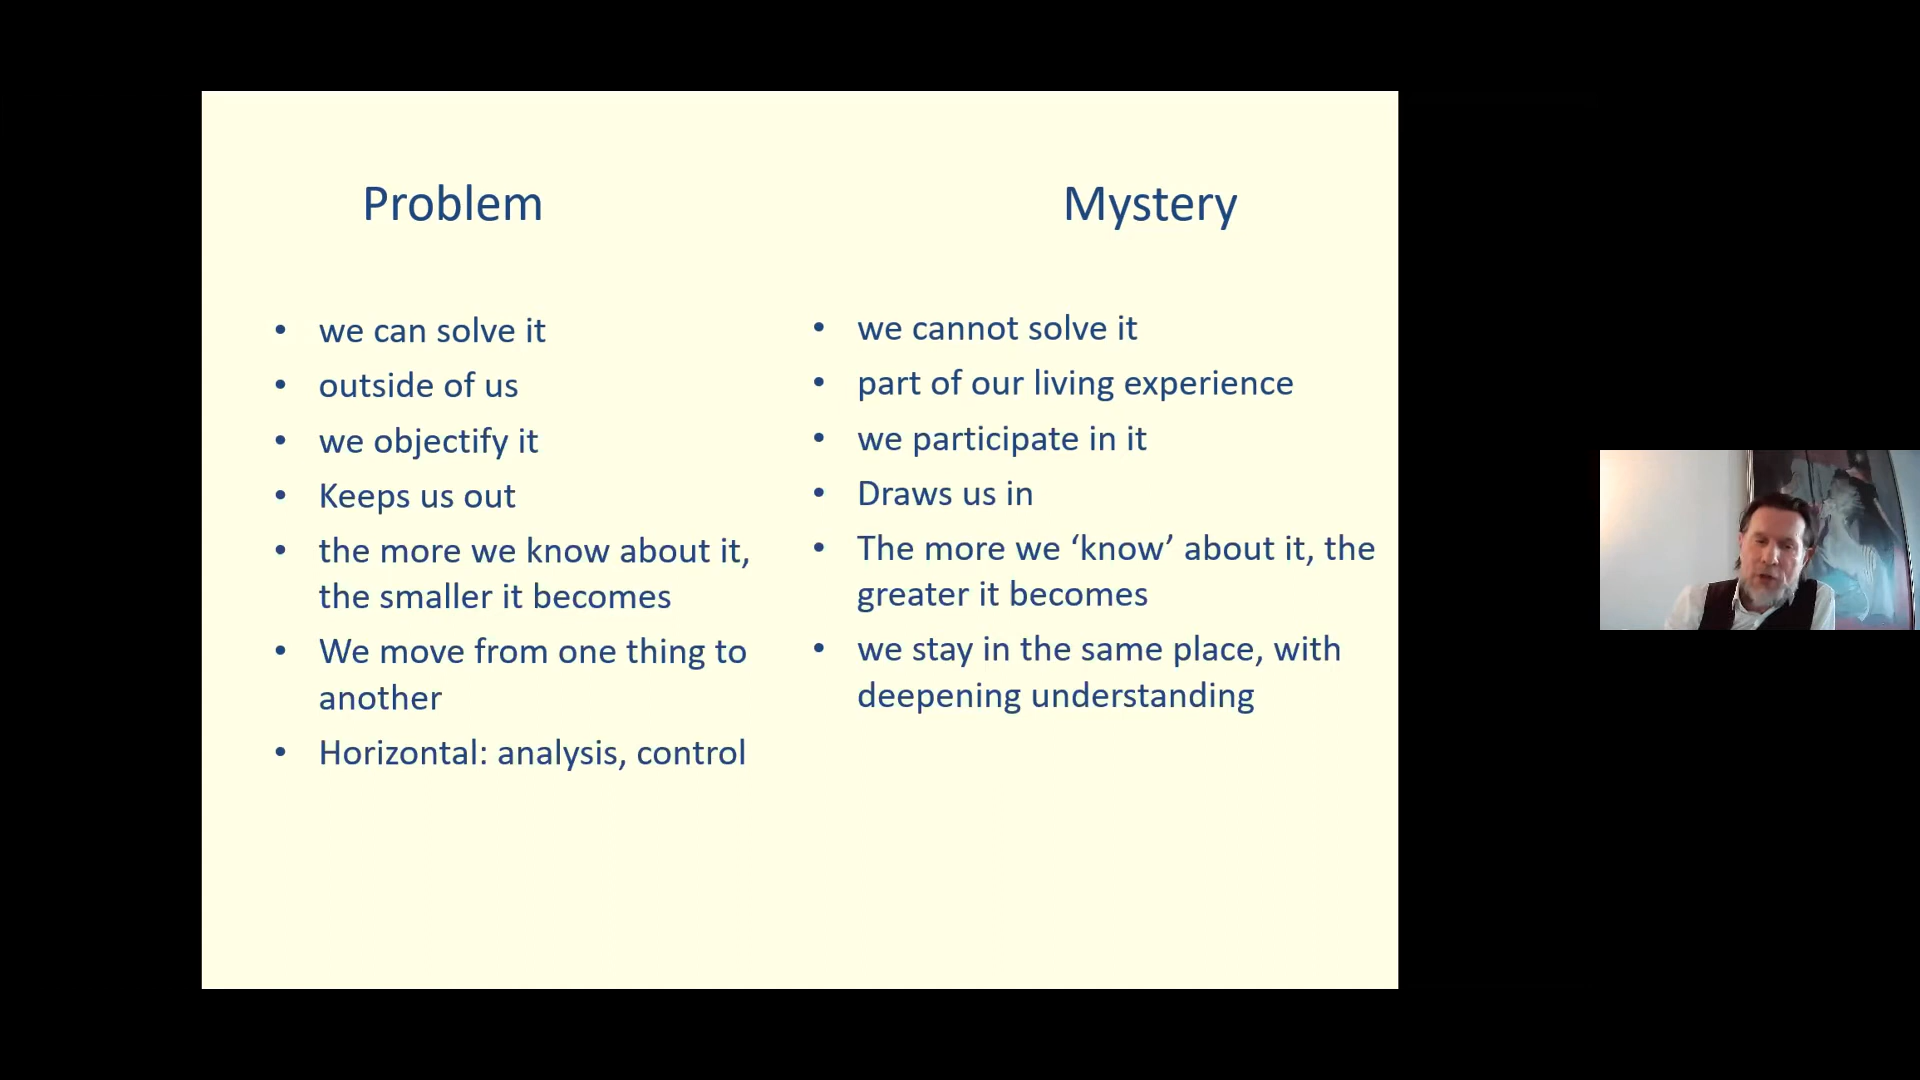 Problem
Mystery
• we can solve it
• outside of us
• we objectify it
• Keeps us out
• the more we know about it,
the smaller it becomes
• We move from one thing to
another
• Horizontal: analysis, control
• we cannot solve it
• part of our living experience
• we participate in it
• Draws us in
• The more we ‘know’ about it, the
greater it becomes
• we stay in the same place, with
deepening understanding